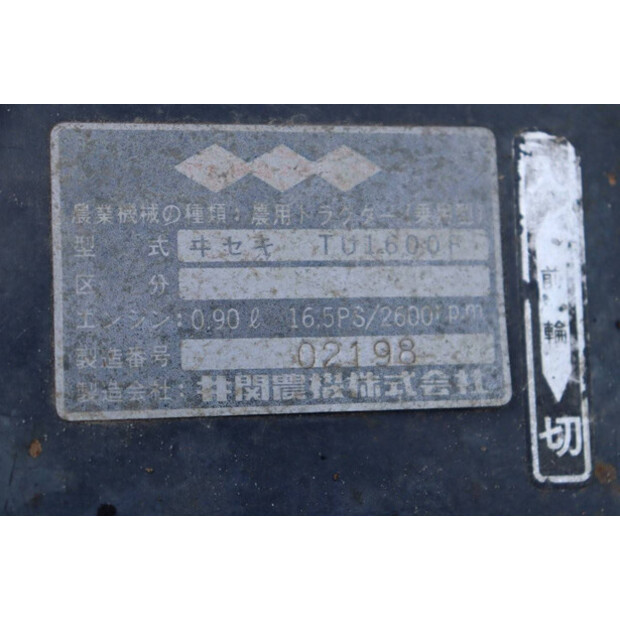 農業機械の種類:農用トラクター(乗用型)
型式 ヰセキ TU1600F
区分
エンジン:0.90ℓ 16.5PS/2600rpm
製造番号 02198
製造会社:井関農機株式会社
前輪
切